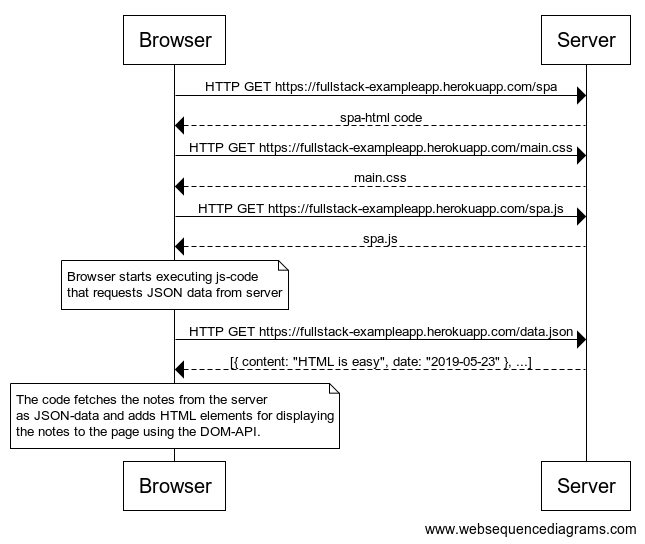 Browser
Server
HTTP GET https://fullstack-exampleapp.herokuapp.com/spa
spa-html code
HTTP GET https://fullstack-exampleapp.herokuapp.com/main.css
main.css
HTTP GET https://fullstack-exampleapp.herokuapp.com/spa.js
spa.js
Browser starts executing js-code
that requests JSON data from server
HTTP GET https://fullstack-exampleapp.herokuapp.com/data.json
[{ content: "HTML is easy", date: "2019-05-23" }, ...]
The code fetches the notes from the server
as JSON-data and adds HTML elements for displaying
the notes to the page using the DOM-API.
Browser
Server
www.websequencediagrams.com